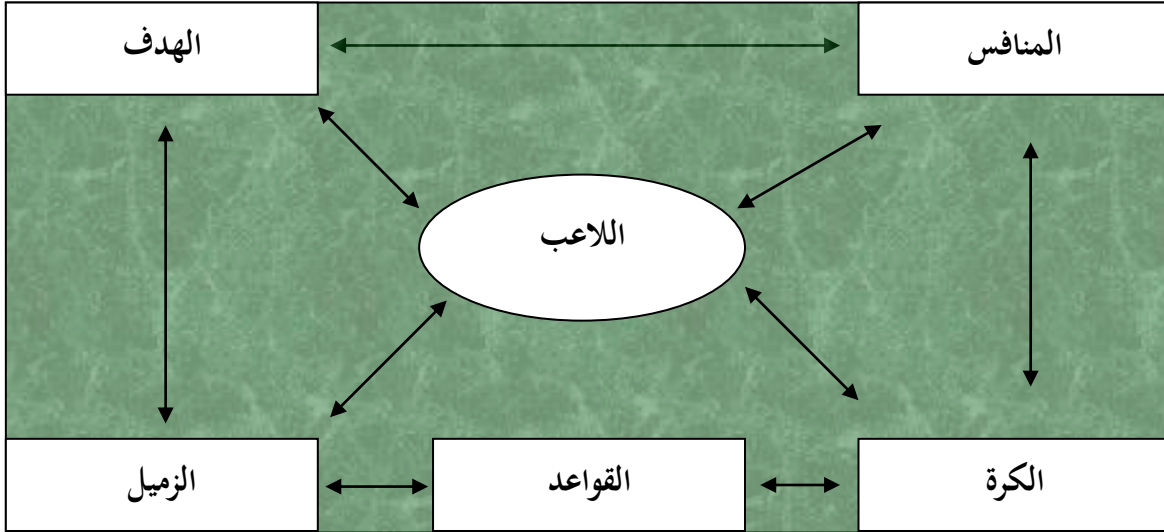 المنافس
الهدف
اللاعب
الكرة
القواعد
الزميل